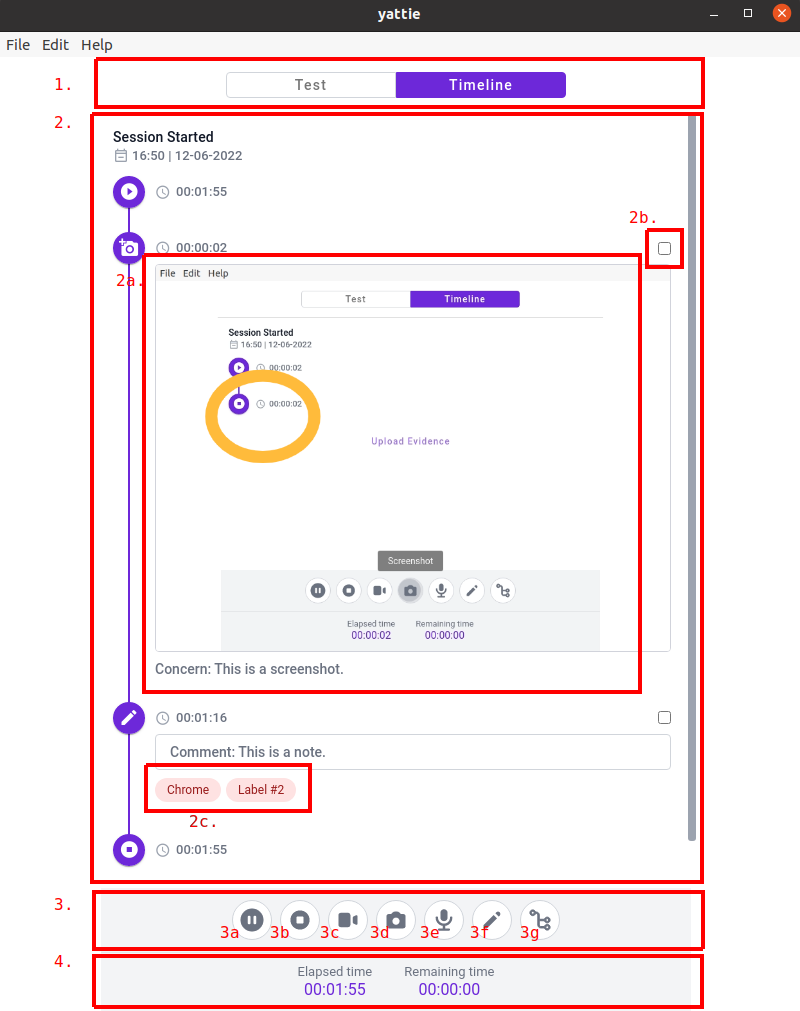 yattie
File Edit Help
1. Test Timeline
2.
Session Started
16:50 | 12-06-2022
00:01:55
2b.
00:00:02
2a.
File Edit Help
Test Timeline
Session Started
16:50 | 12-06-2022
00:00:02
00:00:02
Upload Evidence
Screenshot
Elapsed time Remaining time
00:00:02 00:00:00
Concern: This is a screenshot.
00:01:16
Comment: This is a note.
Chrome Label #2
2c.
00:01:55
3.
3a 3b 3c 3d 3e 3f 3g
4.
Elapsed time Remaining time
00:01:55 00:00:00